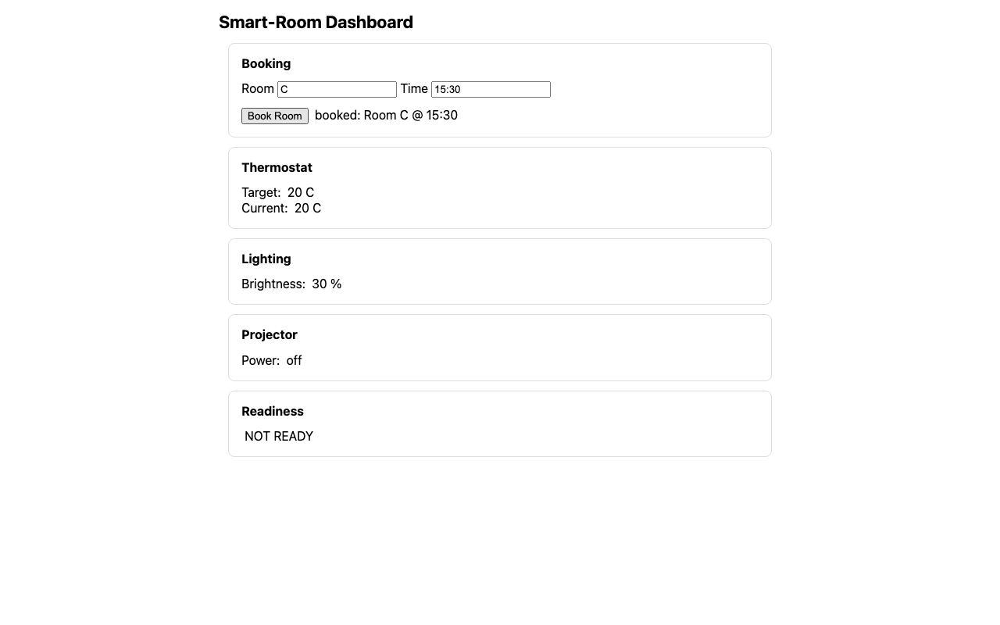 Smart-Room Dashboard
Booking
Room C Time 15:30
Book Room booked: Room C @ 15:30
Thermostat
Target: 20 C
Current: 20 C
Lighting
Brightness: 30 %
Projector
Power: off
Readiness
NOT READY